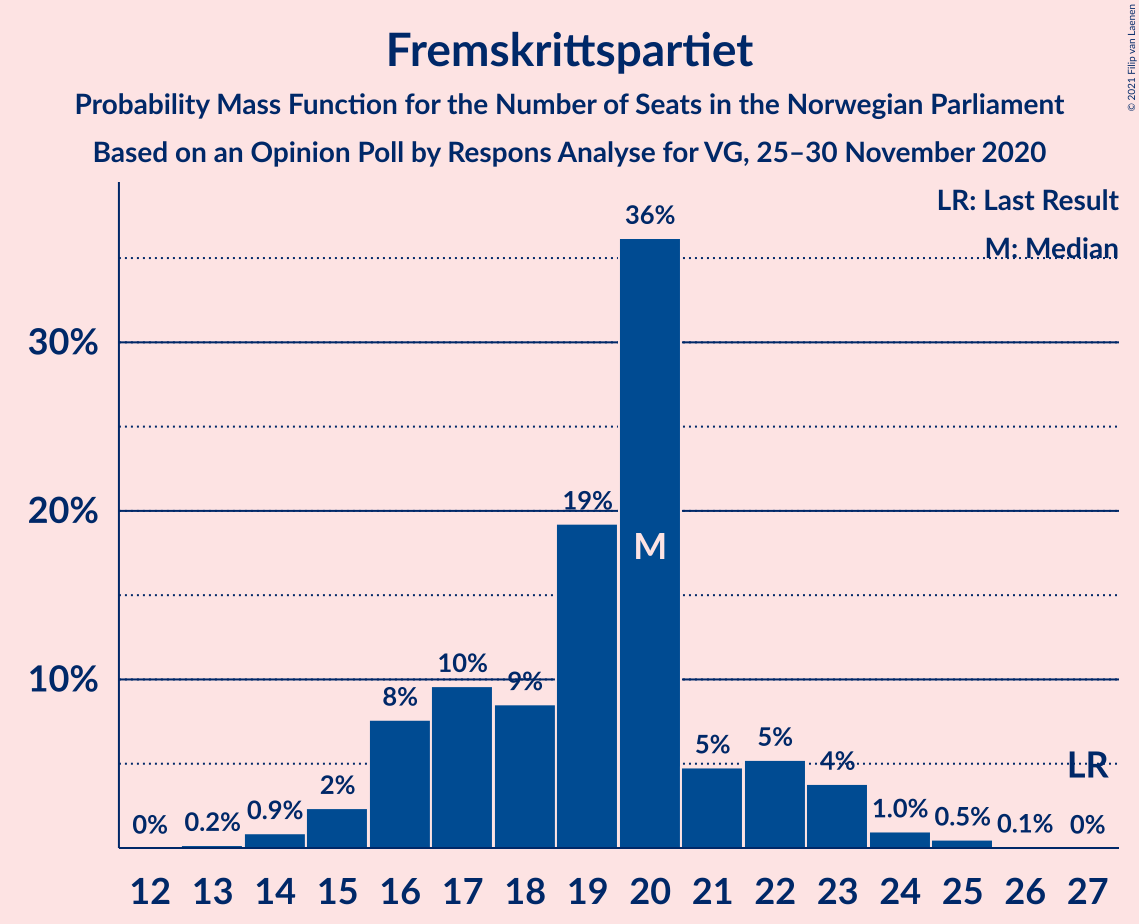 Fremskrittspartiet
Probability Mass Function for the Number of Seats in the Norwegian Parliament
Based on an Opinion Poll by Respons Analyse for VG, 25–30 November 2020
© 2021 Filip van Laenen
LR: Last Result
M: Median
30%
20%
10%
0%
0.2%
0.9%
2%
8%
10%
9%
19%
36%
M
5%
5%
4%
1.0%
0.5%
0.1%
0%
LR
12 13 14 15 16 17 18 19 20 21 22 23 24 25 26 27